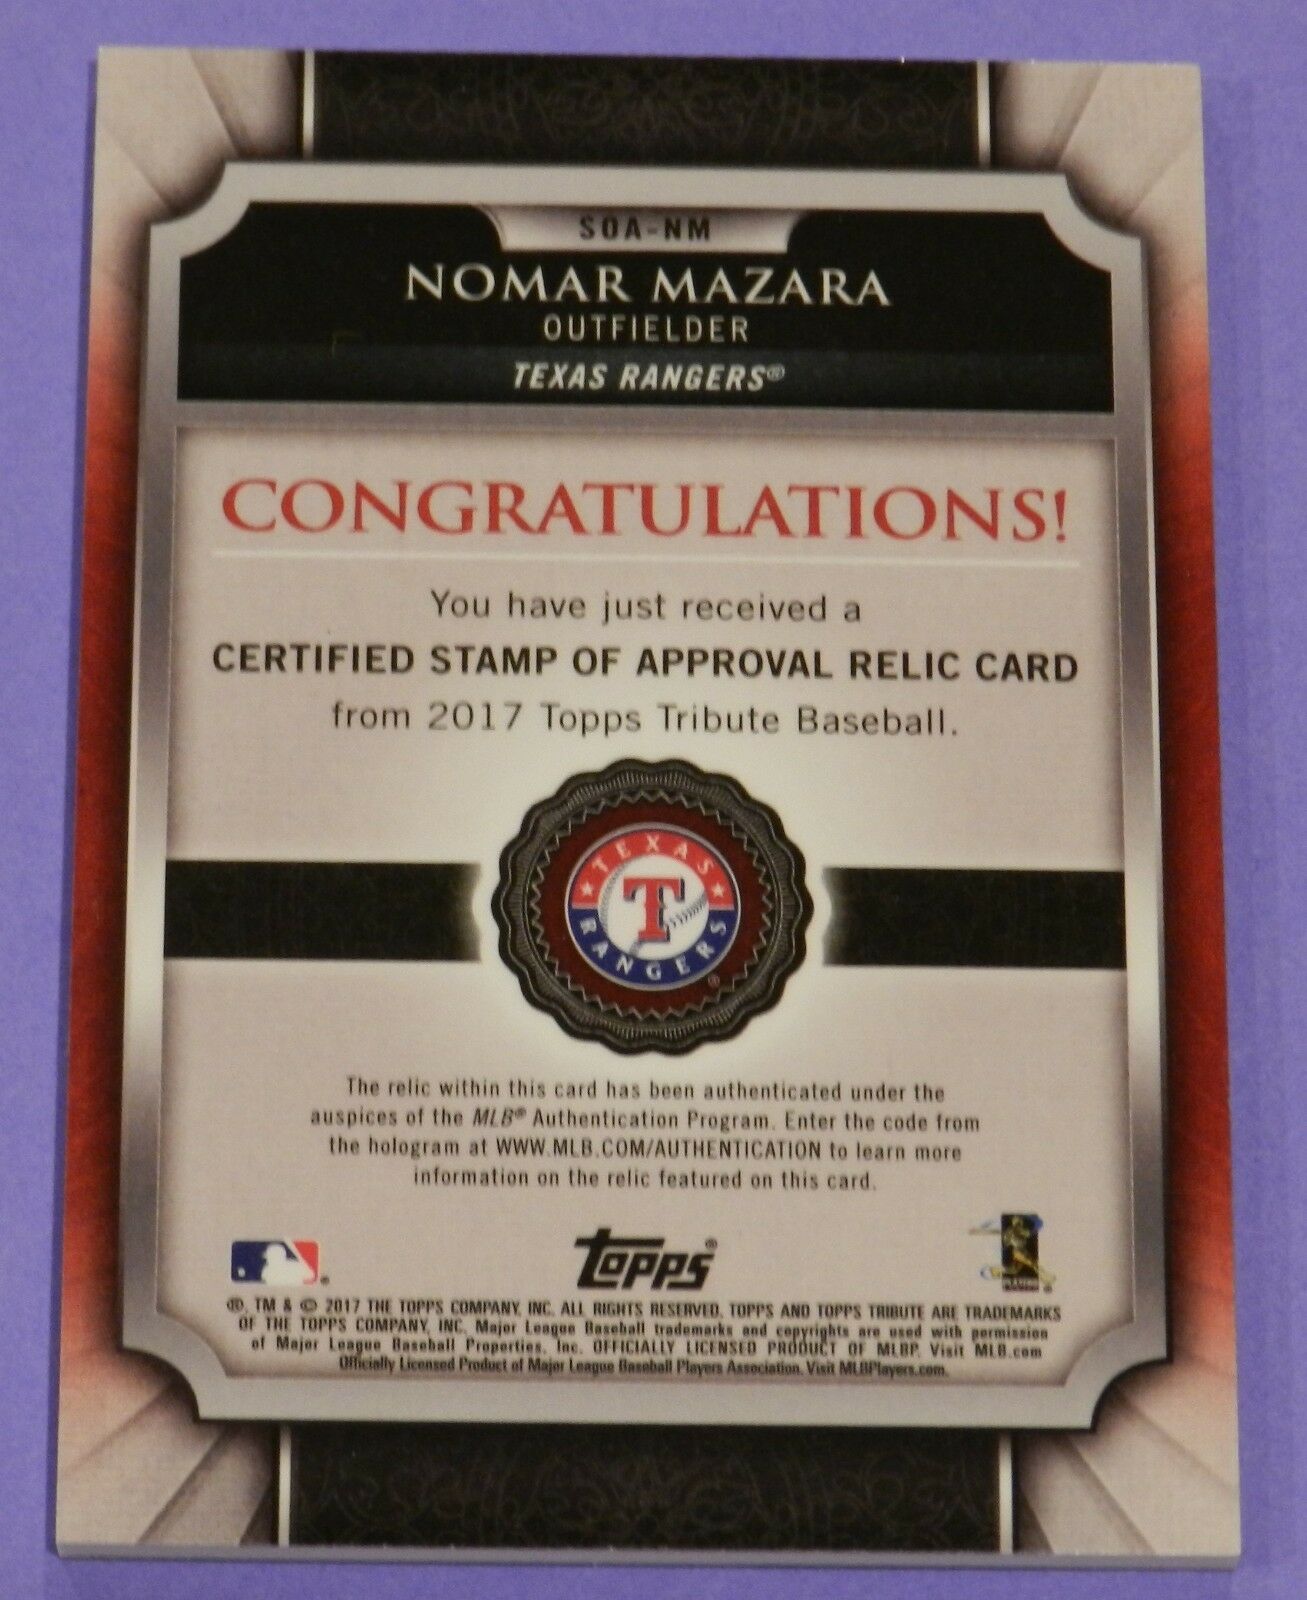 SOA-NM
NOMAR MAZARA
OUTFIELDER
TEXAS RANGERS®
CONGRATULATIONS!
You have just received a
CERTIFIED STAMP OF APPROVAL RELIC CARD
from 2017 Topps Tribute Baseball.
TEXAS
T
RANGERS
®
The relic within this card has been authenticated under the
auspices of the MLB® Authentication Program. Enter the code from
the hologram at WWW.MLB.COM/AUTHENTICATION to learn more
information on the relic featured on this card.
topps®
®, TM & © 2017 THE TOPPS COMPANY, INC. ALL RIGHTS RESERVED. TOPPS AND TOPPS TRIBUTE ARE TRADEMARKS
OF THE TOPPS COMPANY, INC. Major League Baseball trademarks and copyrights are used with permission
of Major League Baseball Properties, Inc. OFFICIALLY LICENSED PRODUCT OF MLBP. Visit MLB.com
Officially Licensed Product of Major League Baseball Players Association. Visit MLBPlayers.com.